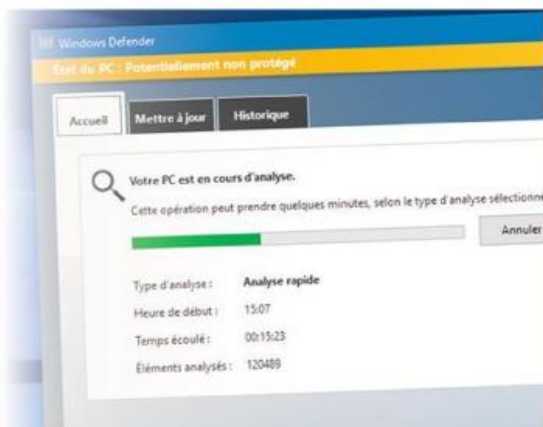 Windows Defender
Etat du PC : Potentiellement non protégé
Accueil
Mettre à jour
Historique
Votre PC est en cours d'analyse.
Cette opération peut prendre quelques minutes, selon le type d'analyse sélectionné
Annuler
Type d'analyse : Analyse rapide
Heure de début : 15:07
Temps écoulé : 00:15:23
Éléments analysés : 120489